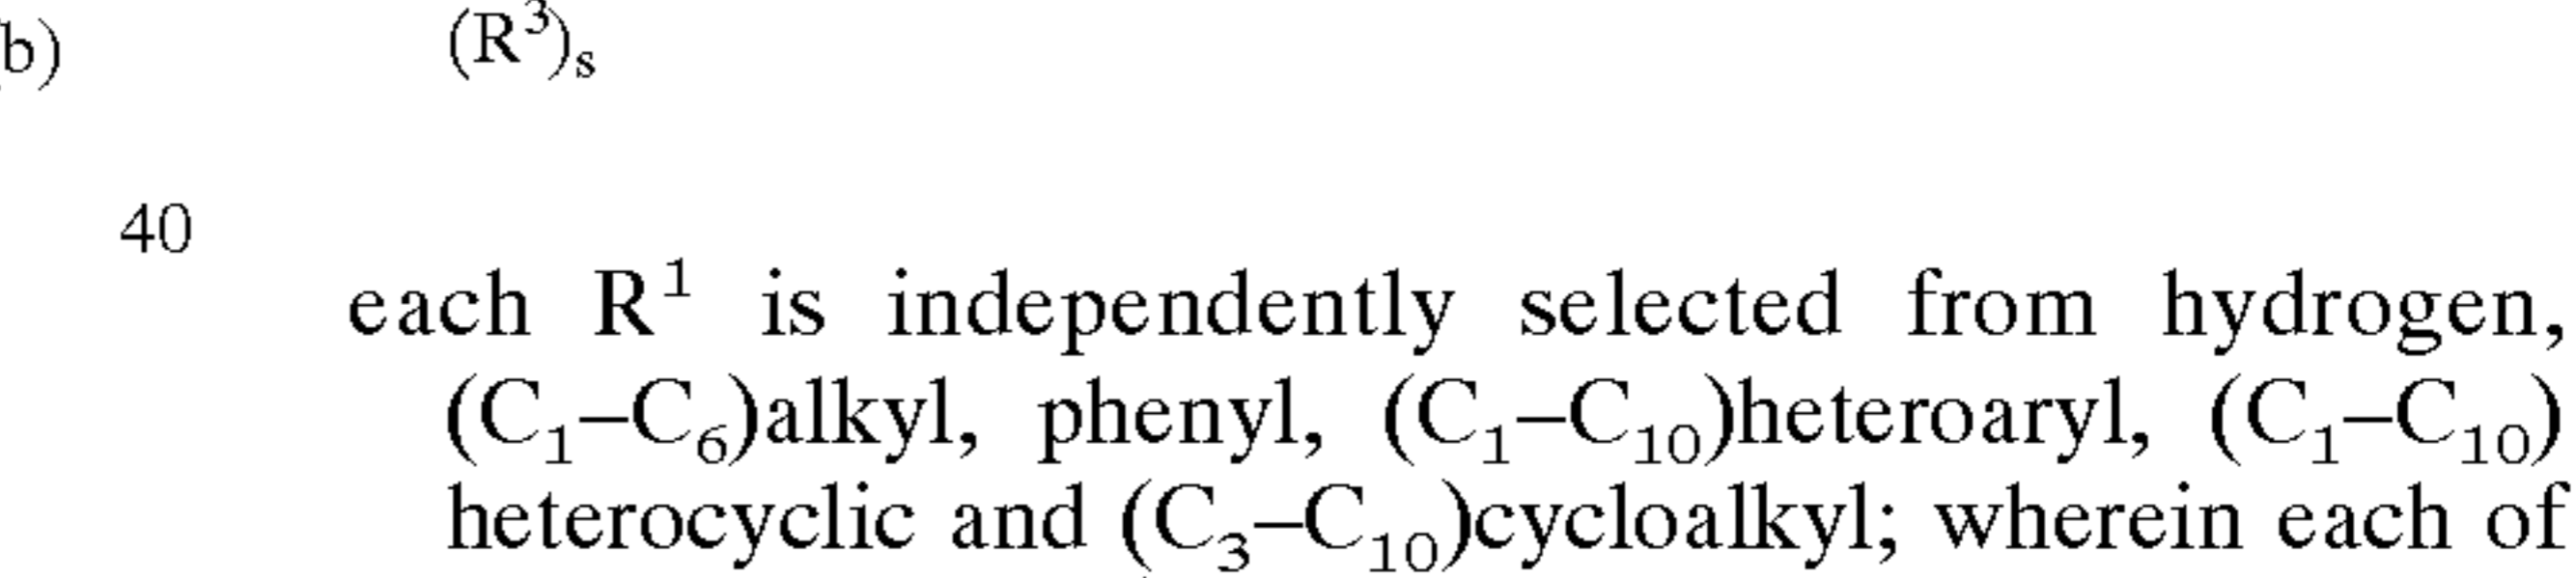 b) (R³)ₛ
40
each R¹ is independently selected from hydrogen,
(C₁–C₆)alkyl, phenyl, (C₁–C₁₀)heteroaryl, (C₁–C₁₀)
heterocyclic and (C₃–C₁₀)cycloalkyl; wherein each of